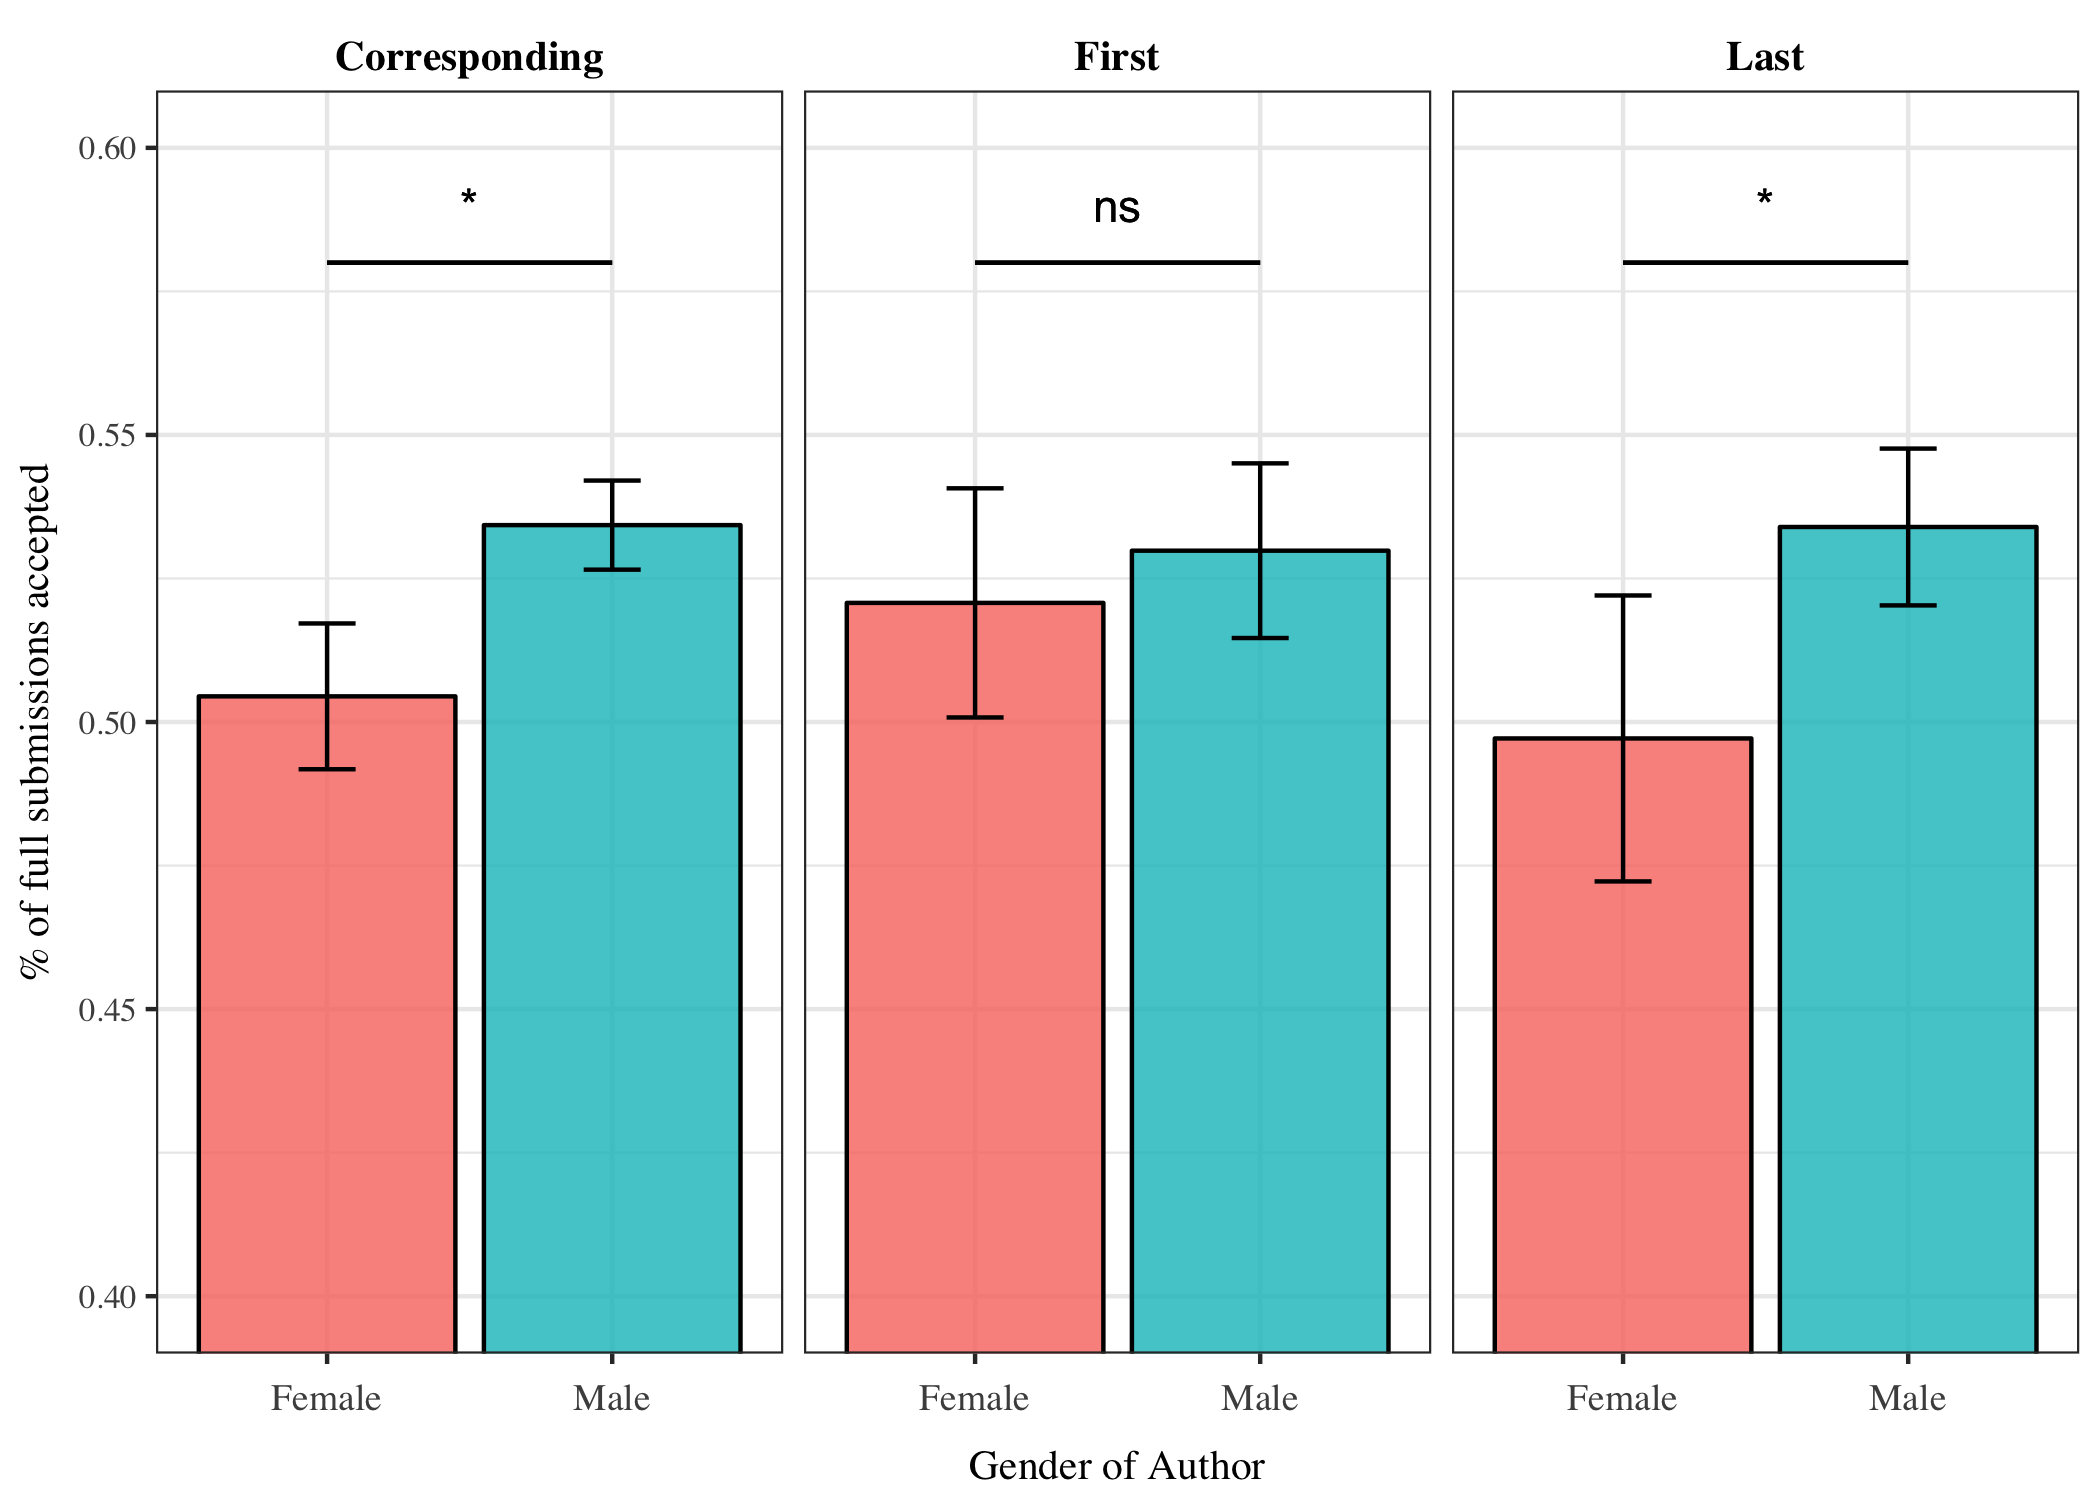 Corresponding First Last
0.60
* ns *
0.55
0.50
0.45
0.40
% of full submissions accepted
Female Male Female Male Female Male
Gender of Author